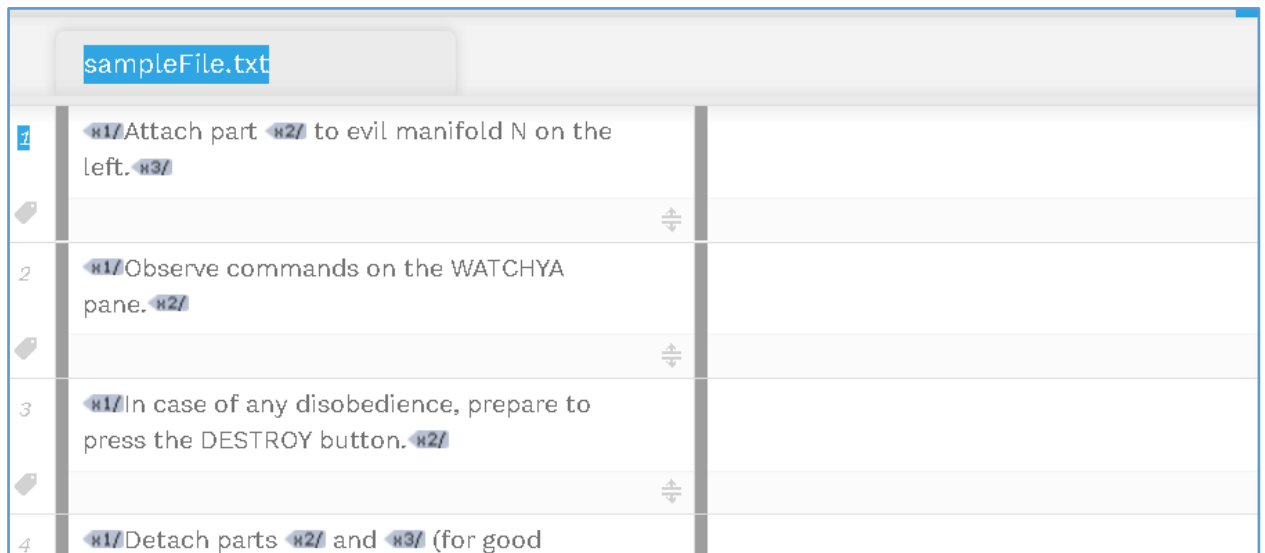 sampleFile.txt
1
x1/Attach part x2/ to evil manifold N on the
left.x3/
2
x1/Observe commands on the WATCHYA
pane.x2/
3
x1/In case of any disobedience, prepare to
press the DESTROY button.x2/
4
x1/Detach parts x2/ and x3/ (for good